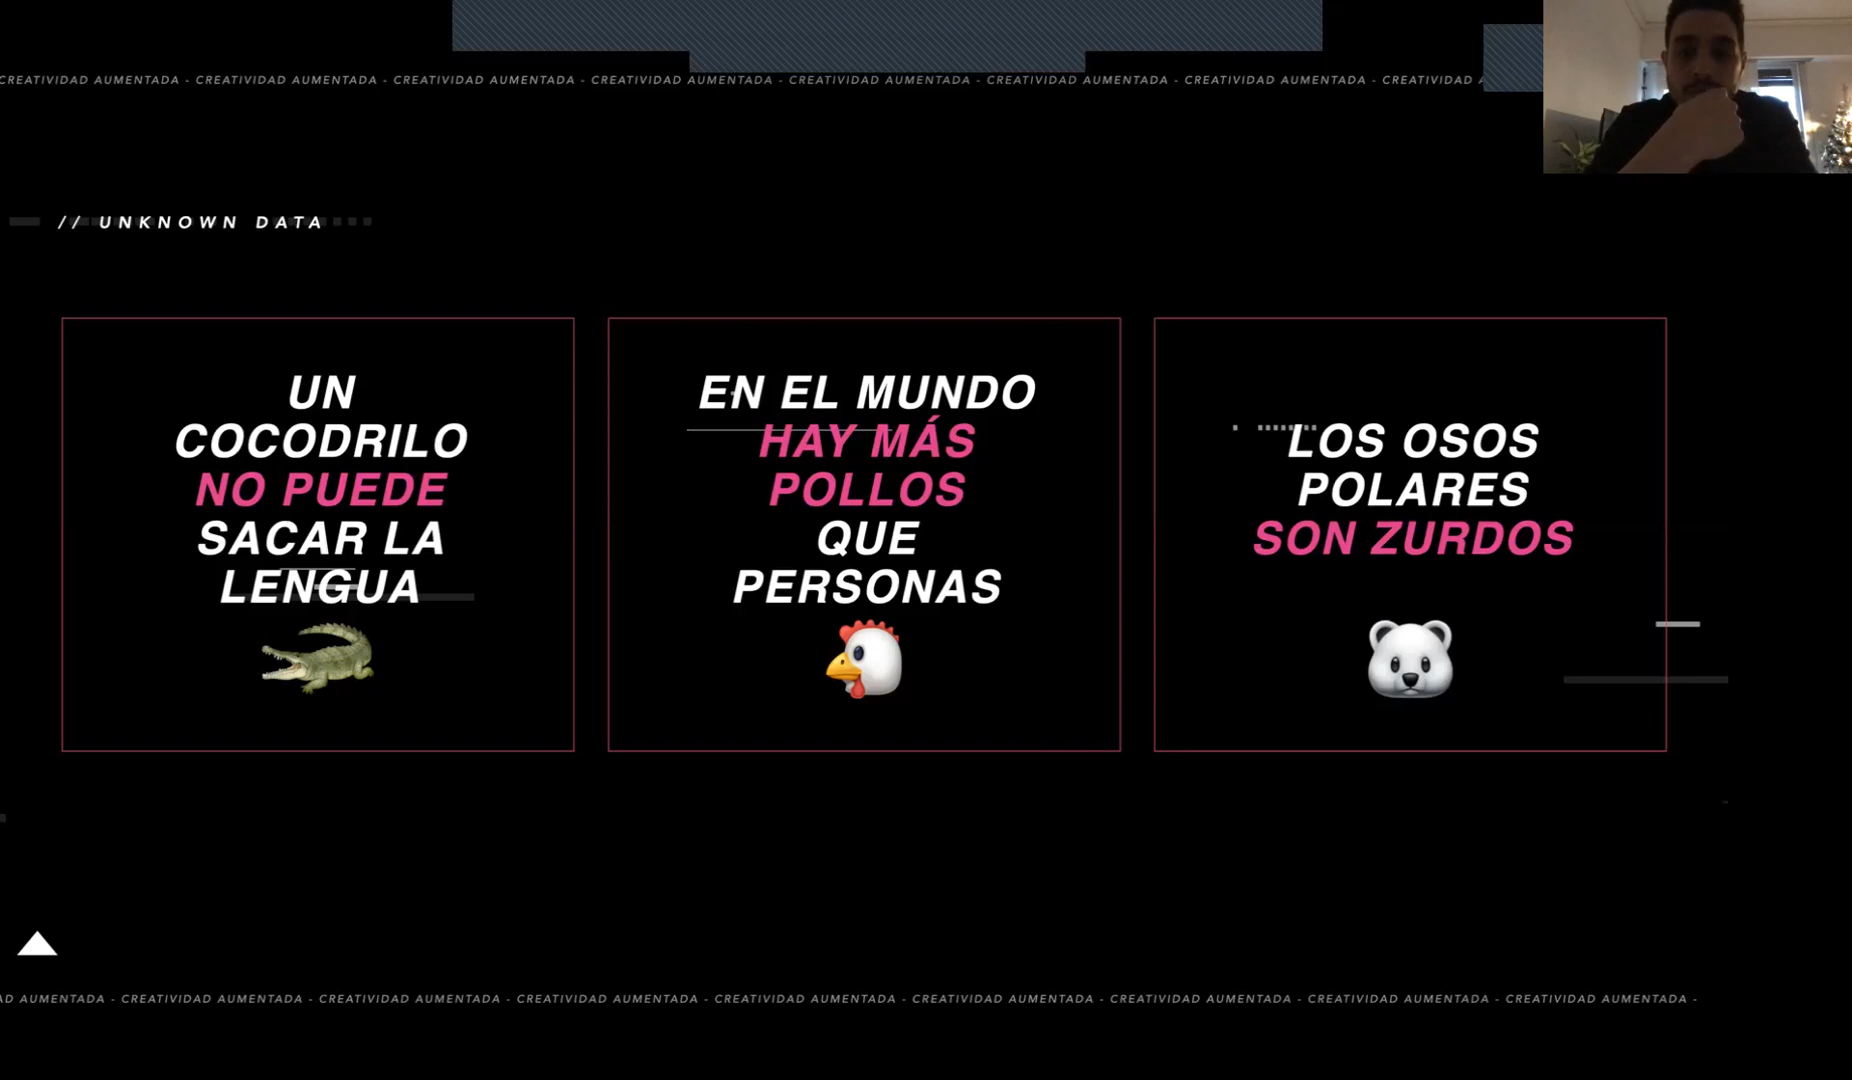 CREATIVIDAD AUMENTADA - CREATIVIDAD AUMENTADA - CREATIVIDAD AUMENTADA - CREATIVIDAD AUMENTADA - CREATIVIDAD AUMENTADA - CREATIVIDAD AUMENTADA - CREATIVIDAD AUMENTADA - CREATIVIDAD A
// UNKNOWN DATA
UN
COCODRILO
NO PUEDE
SACAR LA
LENGUA
EN EL MUNDO
HAY MÁS
POLLOS
QUE
PERSONAS
LOS OSOS
POLARES
SON ZURDOS
AD AUMENTADA - CREATIVIDAD AUMENTADA - CREATIVIDAD AUMENTADA - CREATIVIDAD AUMENTADA - CREATIVIDAD AUMENTADA - CREATIVIDAD AUMENTADA - CREATIVIDAD AUMENTADA - CREATIVIDAD AUMENTADA - CREATIVIDAD AUMENTADA -